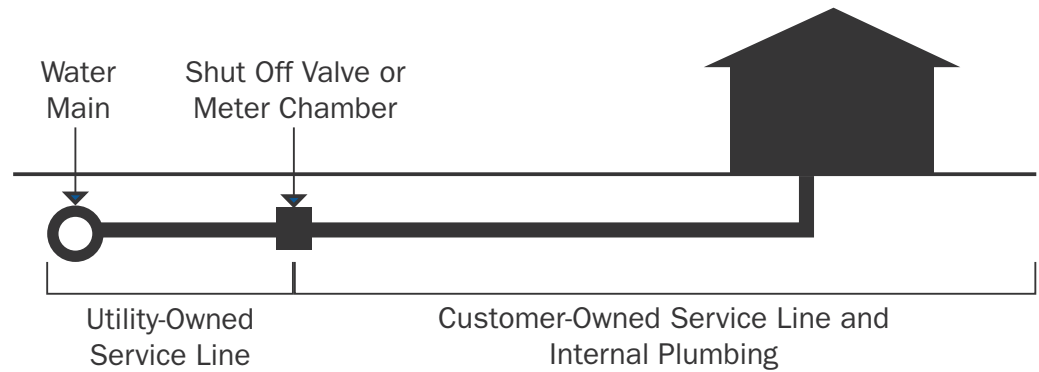 Water
Main
Shut Off Valve or
Meter Chamber
Utility-Owned
Service Line
Customer-Owned Service Line and
Internal Plumbing